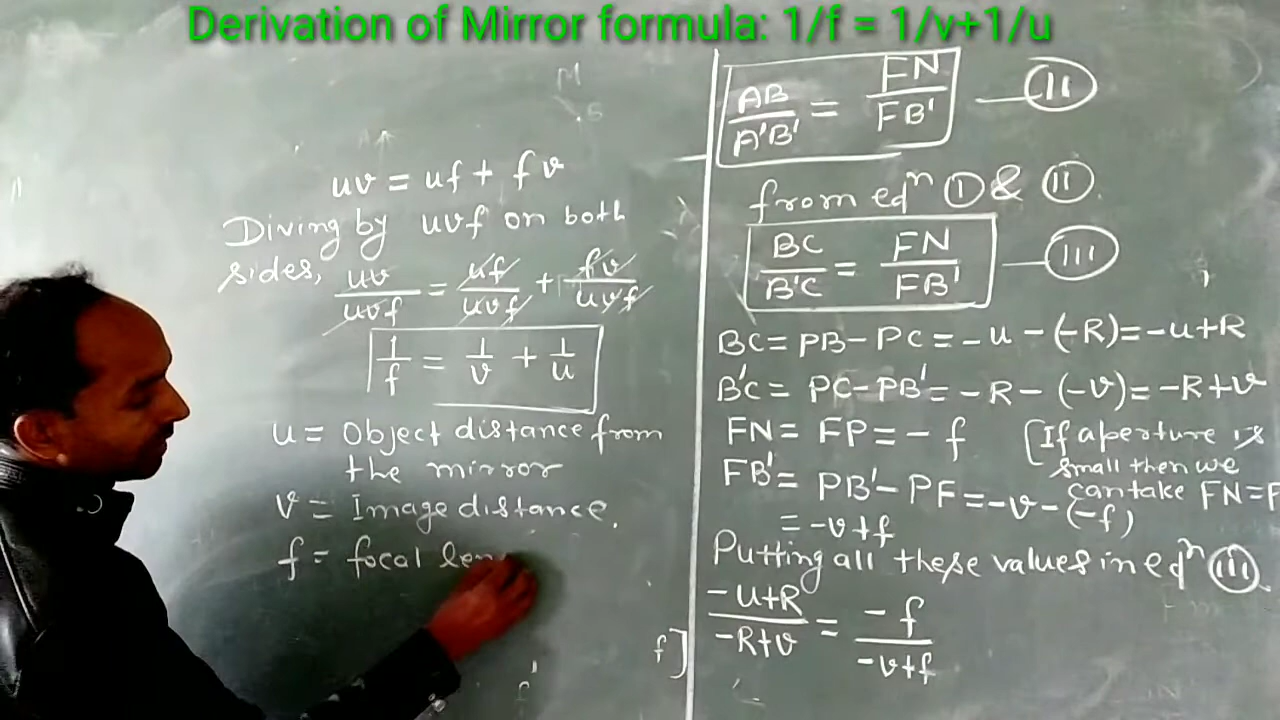 Derivation of Mirror formula: 1/f = 1/v+1/u
M
uv = uf + fv
Diving by uvf on both
sides, uv/uvf = uf/uvf + fv/uvf
1/f = 1/v + 1/u
u = Object distance from
the mirror
v = Image distance.
f = focal len
f]
AB/A'B' = FN/FB' — II
from eqⁿ I & II
BC/B'C = FN/FB' — III
BC = PB - PC = -u - (-R) = -u+R
B'C = PC - PB' = -R - (-v) = -R+v
FN = FP = -f [If aperture is
small then we
can take FN=F
FB' = PB' - PF = -v - (-f)
= -v+f
Putting all these values in eqⁿ III
-u+R/-R+v = -f/-v+f